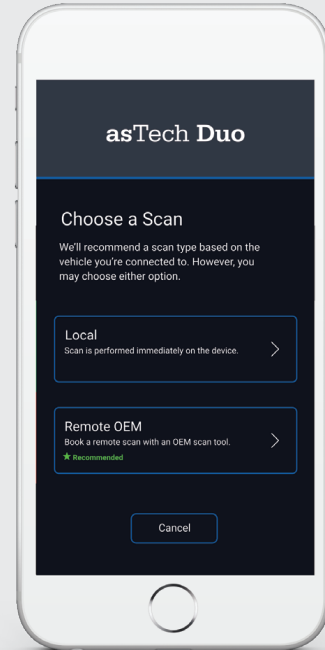 asTech Duo
Choose a Scan
We'll recommend a scan type based on the
vehicle you're connected to. However, you
may choose either option.
Local
Scan is performed immediately on the device.
Remote OEM
Book a remote scan with an OEM scan tool.
Recommended
Cancel